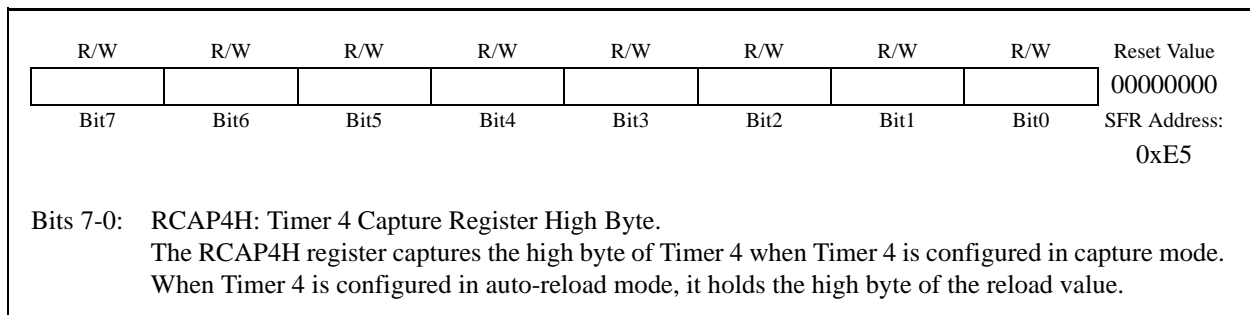 R/W R/W R/W R/W R/W R/W R/W R/W Reset Value
00000000
Bit7 Bit6 Bit5 Bit4 Bit3 Bit2 Bit1 Bit0 SFR Address:
0xE5
Bits 7-0: RCAP4H: Timer 4 Capture Register High Byte.
The RCAP4H register captures the high byte of Timer 4 when Timer 4 is configured in capture mode.
When Timer 4 is configured in auto-reload mode, it holds the high byte of the reload value.